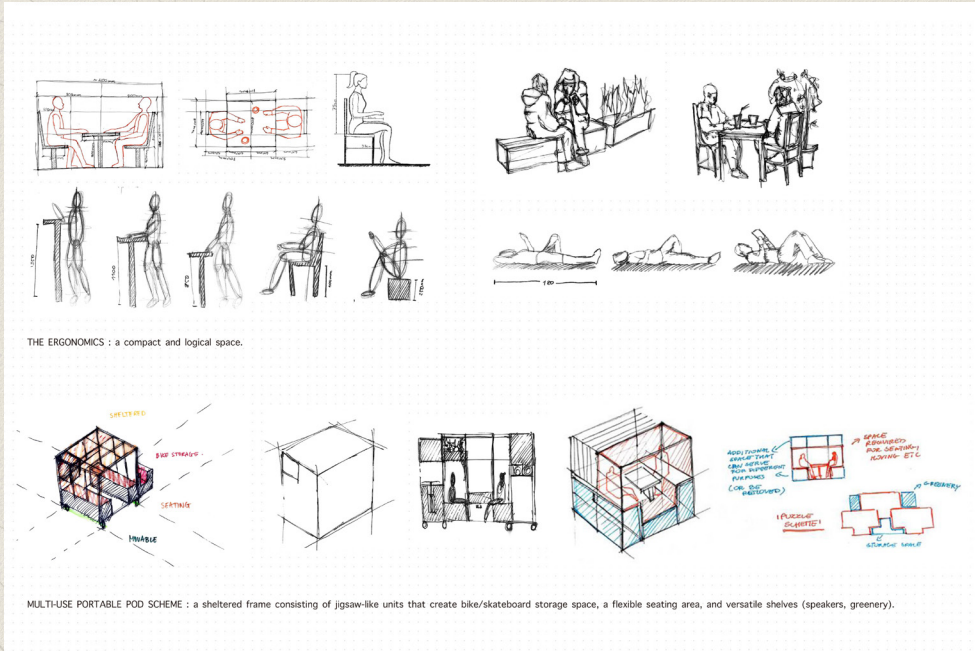 THE ERGONOMICS : a compact and logical space.
SHELTERED
BIKE STORAGE
SEATING
MOVABLE
ADDITIONAL
SPACE THAT
CAN SERVE
FOR DIFFERENT
PURPOSES
(OR BE
REMOVED)
SPACE
REQUIRED
FOR SEATING,
MOVING ETC
GREENERY
'PUZZLE
SCHEME'
STORAGE SPACE
MULTI-USE PORTABLE POD SCHEME : a sheltered frame consisting of jigsaw-like units that create bike/skateboard storage space, a flexible seating area, and versatile shelves (speakers, greenery).